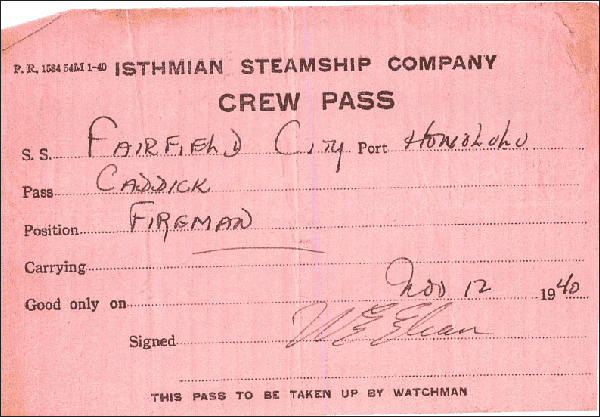 P. R. 1584 54M 1-40 ISTHMIAN STEAMSHIP COMPANY
CREW PASS
S. S. FAIRFIELD CITY Port HONOLULU
Pass CADDICK
Position FIREMAN
Carrying
Good only on Nov 12 1940
Signed
THIS PASS TO BE TAKEN UP BY WATCHMAN